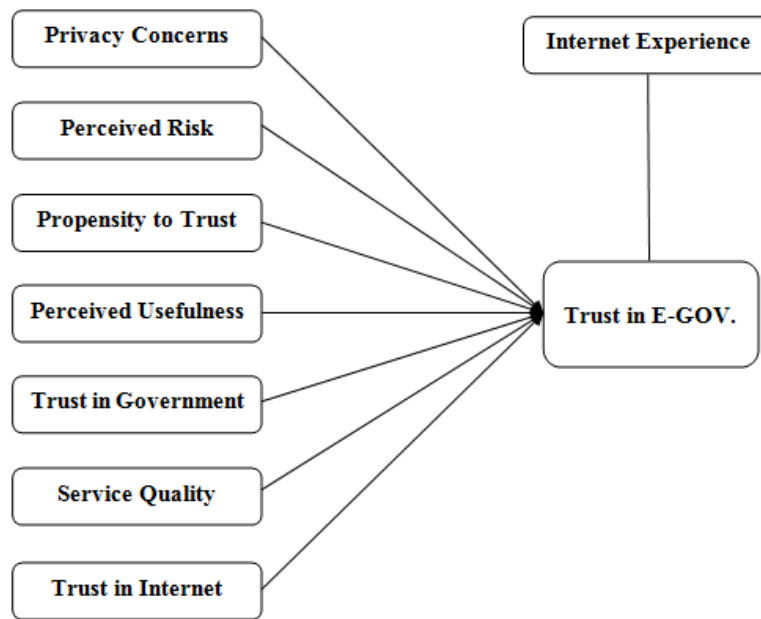 Privacy Concerns
Internet Experience
Perceived Risk
Propensity to Trust
Perceived Usefulness
Trust in E-GOV.
Trust in Government
Service Quality
Trust in Internet